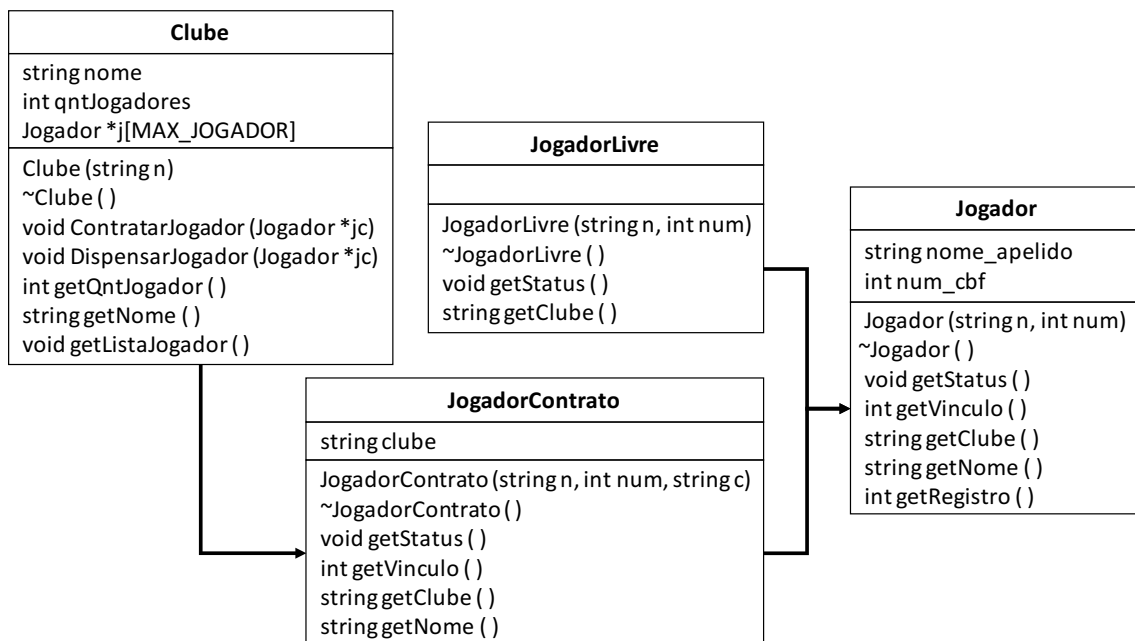 Clube
string nome
int qntJogadores
Jogador *j[MAX_JOGADOR]
Clube (string n)
~Clube ( )
void ContratarJogador (Jogador *jc)
void DispensarJogador (Jogador *jc)
int getQntJogador ( )
string getNome ( )
void getListaJogador ( )
JogadorLivre
JogadorLivre (string n, int num)
~JogadorLivre ( )
void getStatus ( )
string getClube ( )
Jogador
string nome_apelido
int num_cbf
Jogador (string n, int num)
~Jogador ( )
void getStatus ( )
int getVinculo ( )
string getClube ( )
string getNome ( )
int getRegistro ( )
JogadorContrato
string clube
JogadorContrato (string n, int num, string c)
~JogadorContrato ( )
void getStatus ( )
int getVinculo ( )
string getClube ( )
string getNome ( )